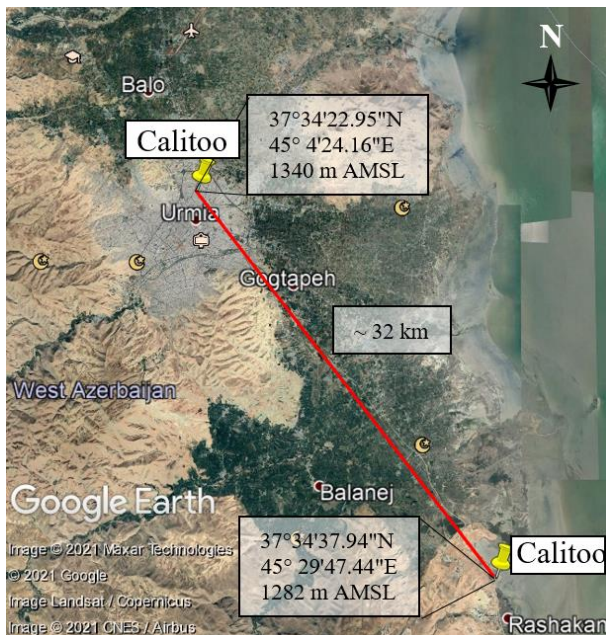 N
Balo
37°34'22.95"N
45° 4'24.16"E
1340 m AMSL
Calitoo
Urmia
Gogtapeh
~ 32 km
West Azerbaijan
Balanej
Google Earth
37°34'37.94"N
45° 29'47.44"E
1282 m AMSL
Calitoo
Image © 2021 Maxar Technologies
© 2021 Google
Image Landsat / Copernicus
Image © 2021 CNES / Airbus
Rashakan